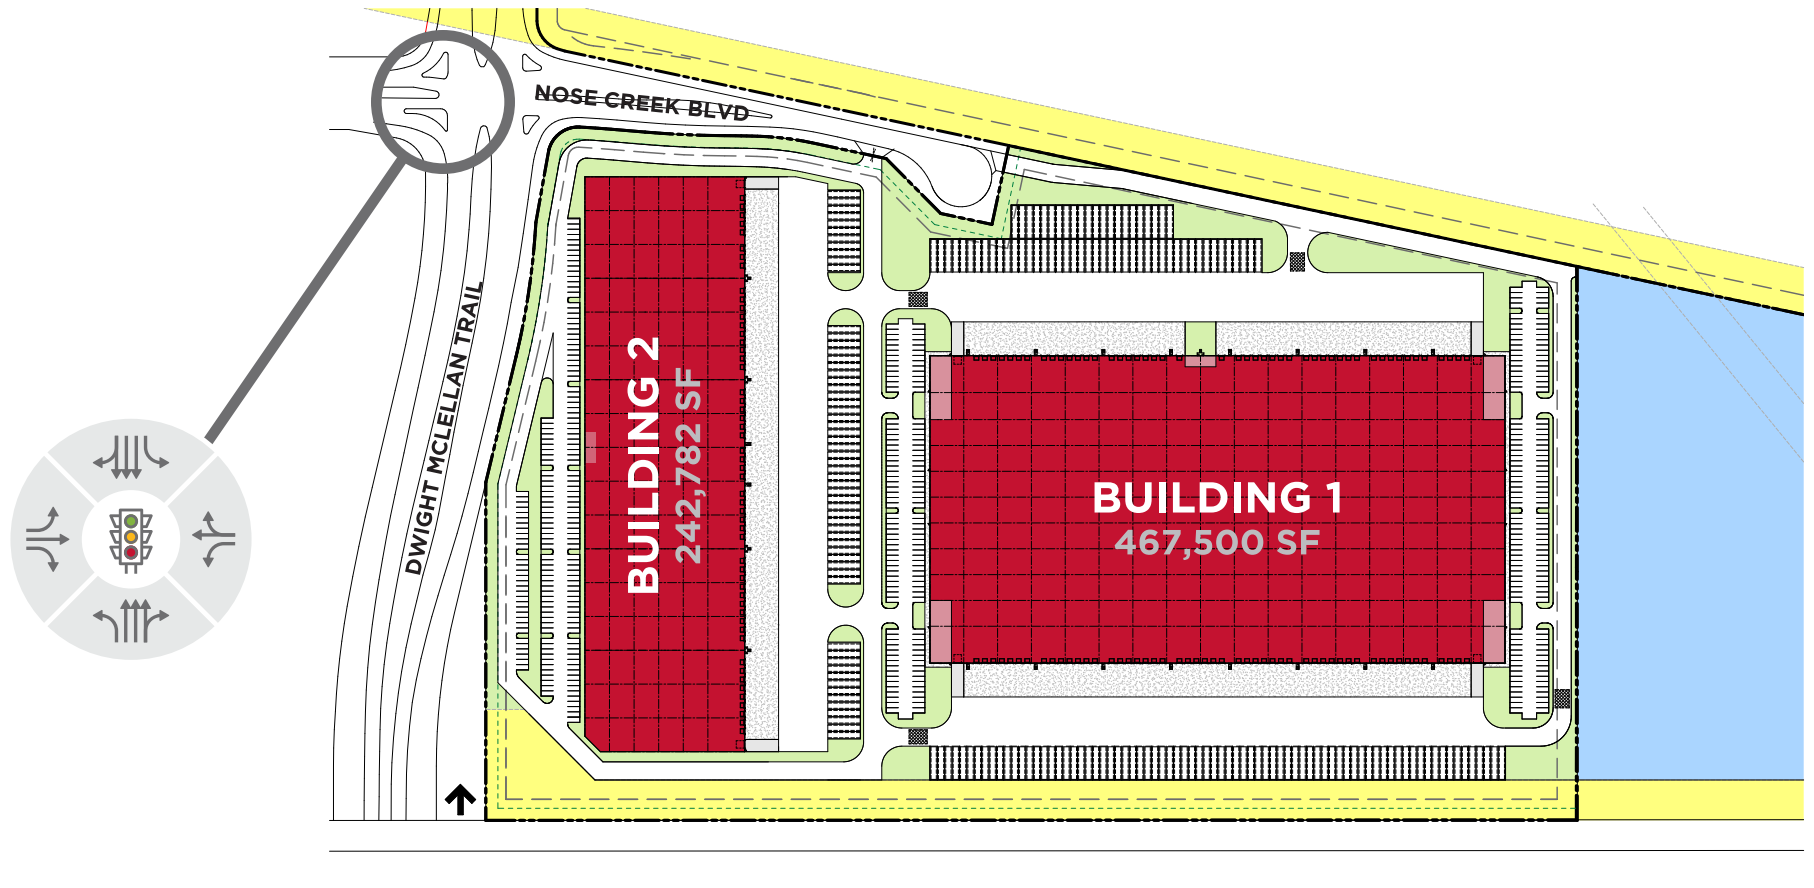 NOSE CREEK BLVD
DWIGHT MCLELLAN TRAIL
BUILDING 2
242,782 SF
BUILDING 1
467,500 SF